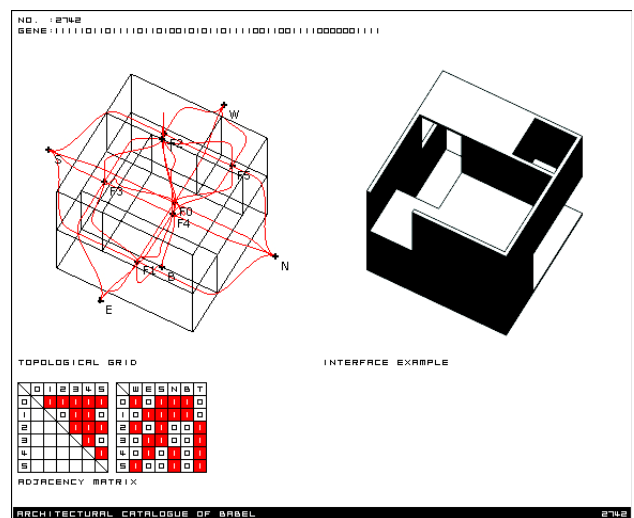 NO. :2742
GENE:111110110111101101001010110111100110011110000001111
W
F2
S
F5
F3
F0
F4
N
F1
B
E
TOPOLOGICAL GRID
INTERFACE EXAMPLE
0 1 2 3 4 5
0 1 1 1 1 1
1 0 1 1 0
2 1 1 1
3 1 0
4 1
W E S N B T
0 1 0 1 1 1 0
1 0 1 1 1 1 0
2 1 0 1 0 0 1
3 0 1 1 0 0 1
4 0 1 0 1 0 1
5 1 0 0 1 0 1
ADJACENCY MATRIX
ARCHITECTURAL CATALOGUE OF BABEL 2742